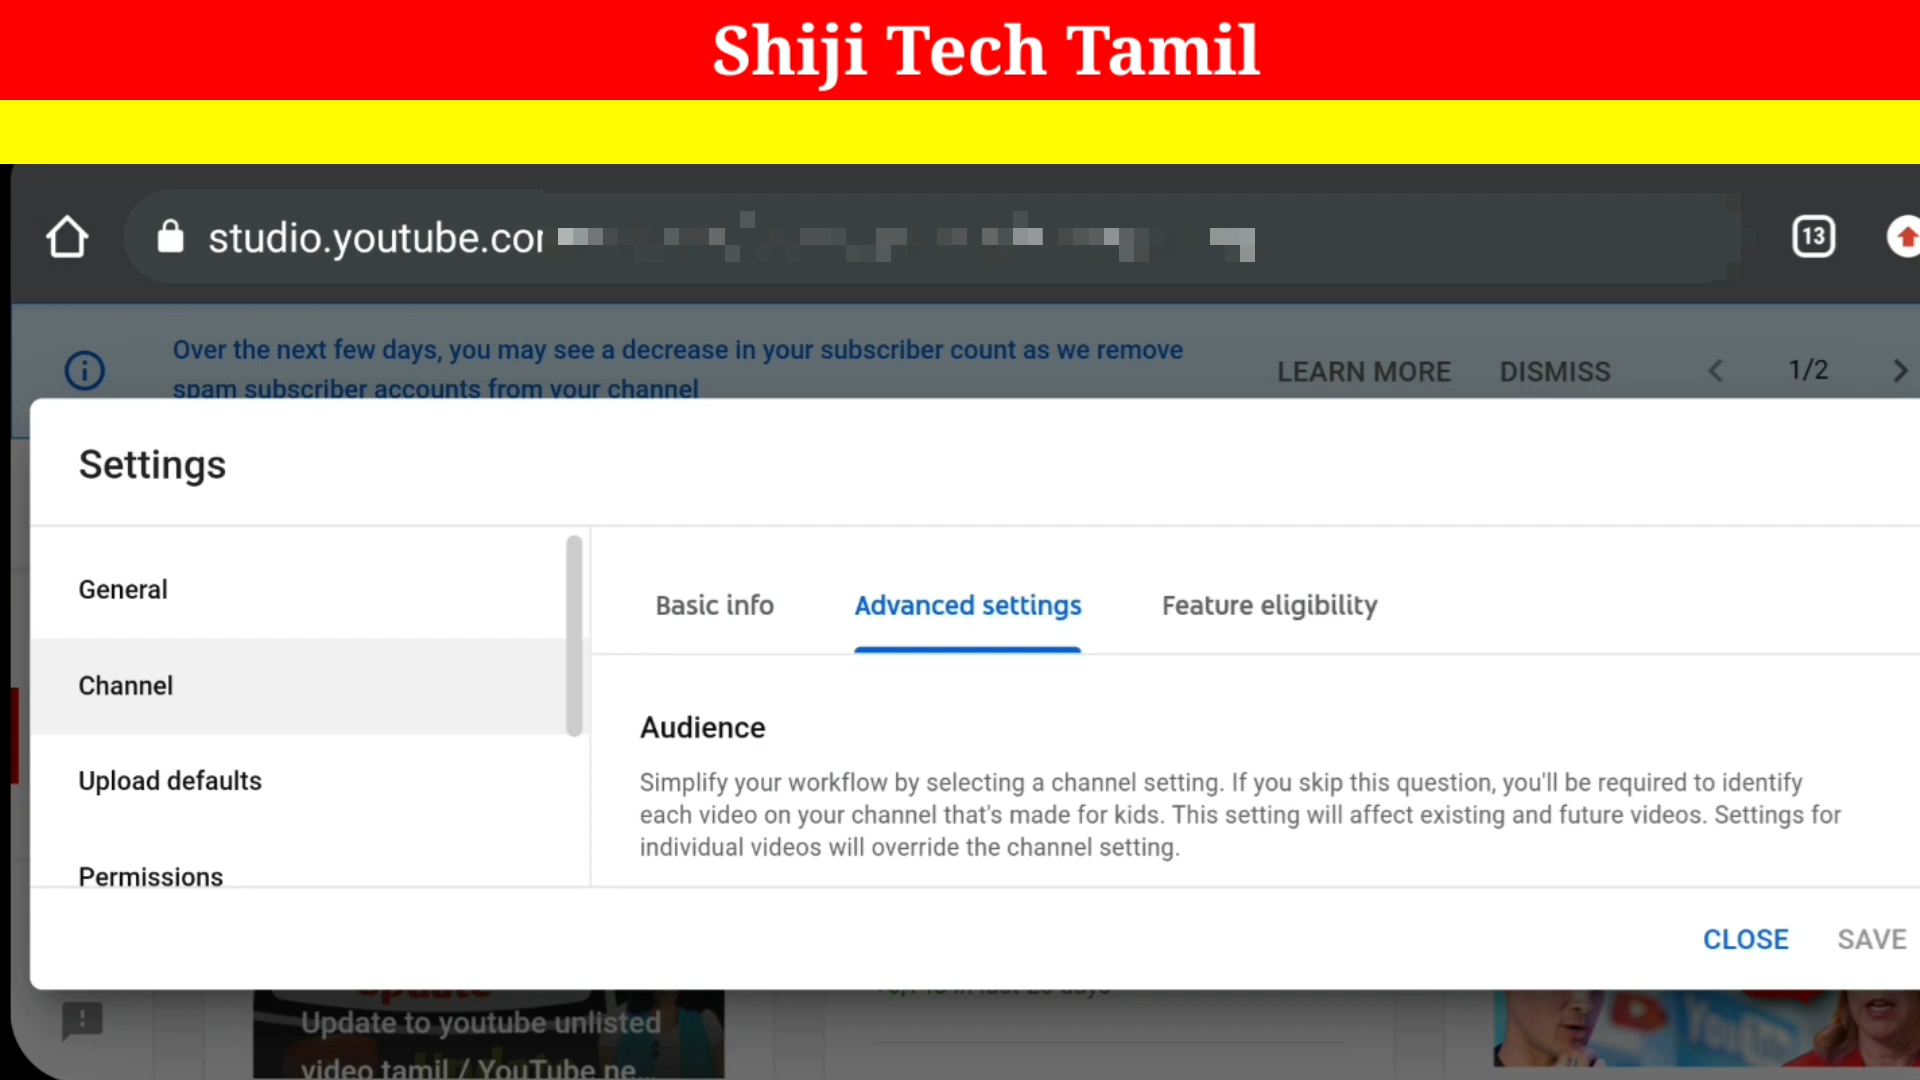 Shiji Tech Tamil
studio.youtube.co
13
Over the next few days, you may see a decrease in your subscriber count as we remove
spam subscriber accounts from your channel
LEARN MORE
DISMISS
1/2
Settings
General
Channel
Upload defaults
Permissions
Basic info
Advanced settings
Feature eligibility
Audience
Simplify your workflow by selecting a channel setting. If you skip this question, you'll be required to identify
each video on your channel that's made for kids. This setting will affect existing and future videos. Settings for
individual videos will override the channel setting.
CLOSE
SAVE
Update
Update to youtube unlisted
video tamil / YouTube ne...
YouTube